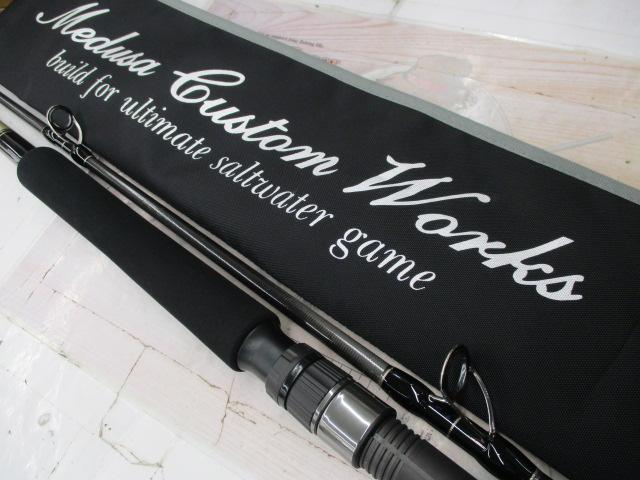 Medusa Custom Works
build for ultimate saltwater game